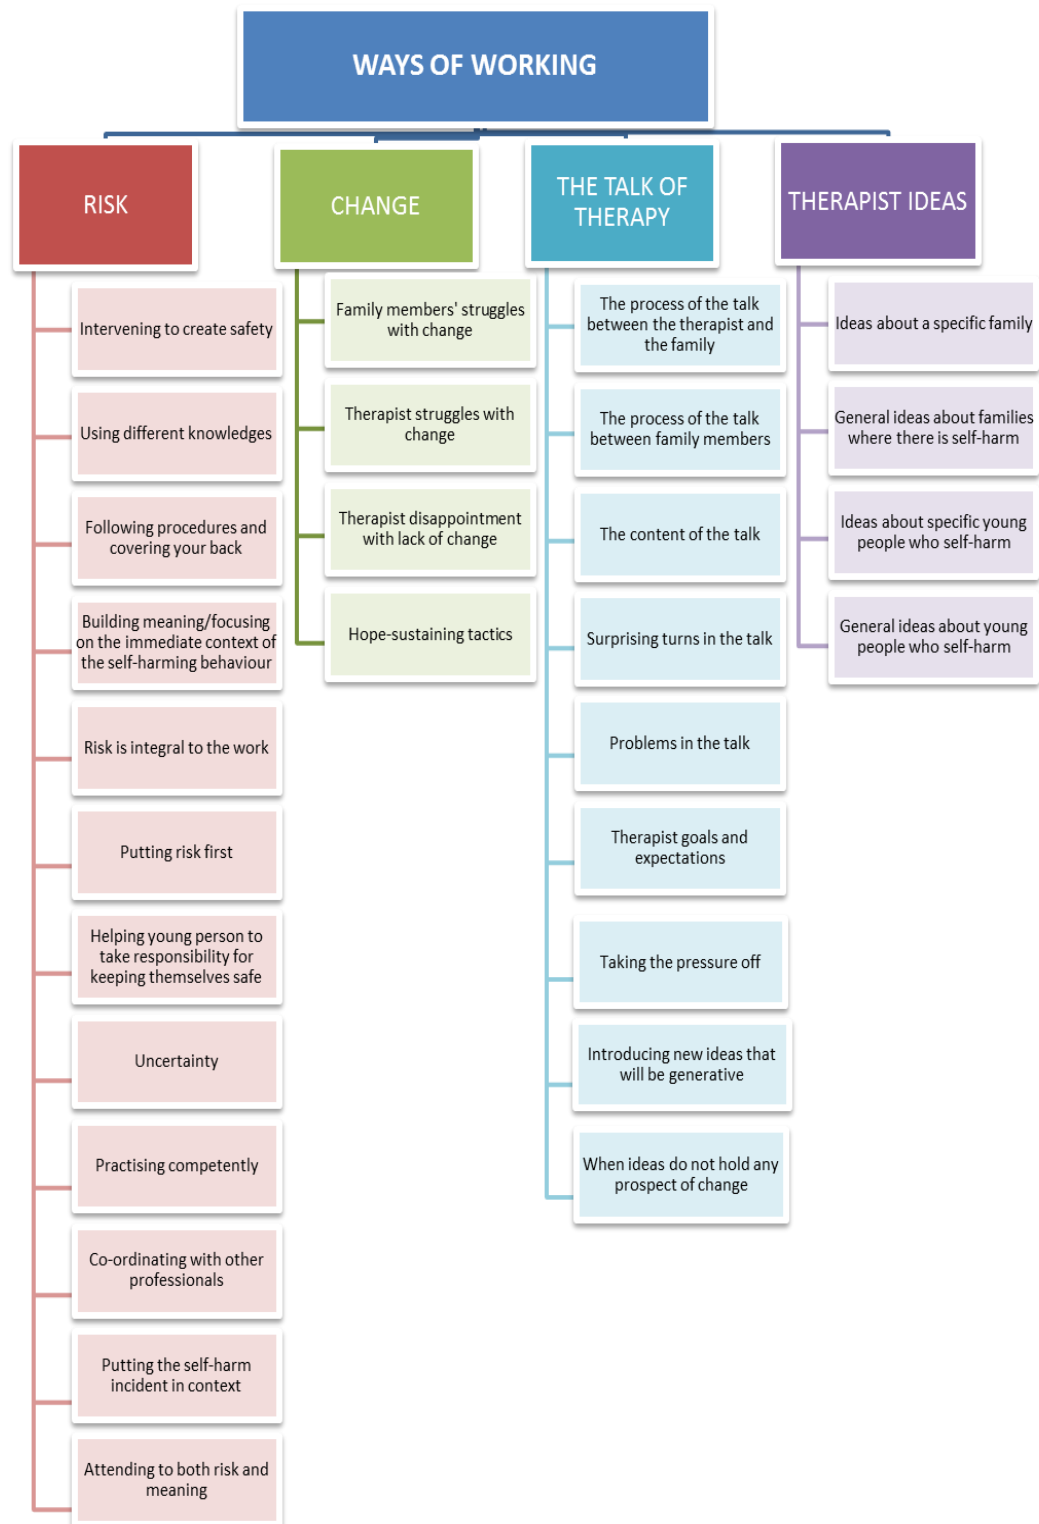 WAYS OF WORKING
RISK
Intervening to create safety
Using different knowledges
Following procedures and
covering your back
Building meaning/focusing
on the immediate context of
the self-harming behaviour
Risk is integral to the work
Putting risk first
Helping young person to
take responsibility for
keeping themselves safe
Uncertainty
Practising competently
Co-ordinating with other
professionals
Putting the self-harm
incident in context
Attending to both risk and
meaning
CHANGE
Family members' struggles
with change
Therapist struggles with
change
Therapist disappointment
with lack of change
Hope-sustaining tactics
THE TALK OF
THERAPY
The process of the talk
between the therapist and
the family
The process of the talk
between family members
The content of the talk
Surprising turns in the talk
Problems in the talk
Therapist goals and
expectations
Taking the pressure off
Introducing new ideas that
will be generative
When ideas do not hold any
prospect of change
THERAPIST IDEAS
Ideas about a specific family
General ideas about families
where there is self-harm
Ideas about specific young
people who self-harm
General ideas about young
people who self-harm